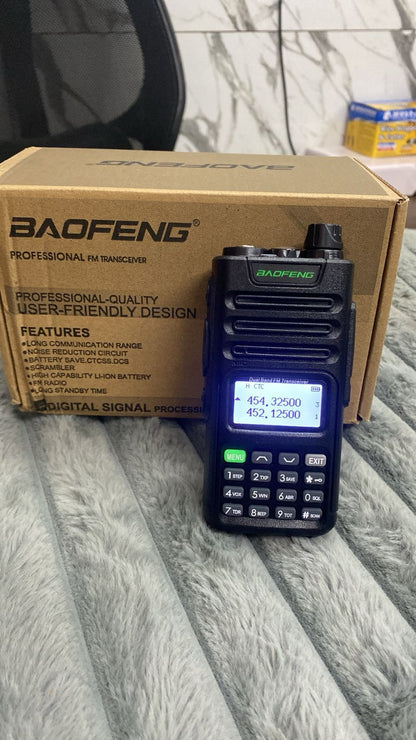 BAOFENG
BAOFENG®
PROFESSIONAL FM TRANSCEIVER
PROFESSIONAL-QUALITY
USER-FRIENDLY DESIGN
FEATURES
•LONG COMMUNICATION RANGE
•NOISE REDUCTION CIRCUIT
•BATTERY SAVE.CTCSS.DCS
•SCRAMBLER
•HIGH CAPABILITY LI-ION BATTERY
•FM RADIO
•LONG STANDBY TIME
DIGITAL SIGNAL PROCESSI
BAOFENG
Dual Band FM Transceiver
H CTC
454.32500 3
452.12500 1
MENU EXIT
1 STEP 2 TXP 3 SAVE *
4 VOX 5 WN 6 ABR 0 SQL
7 TDR 8 BEEP 9 TOT # SCAN